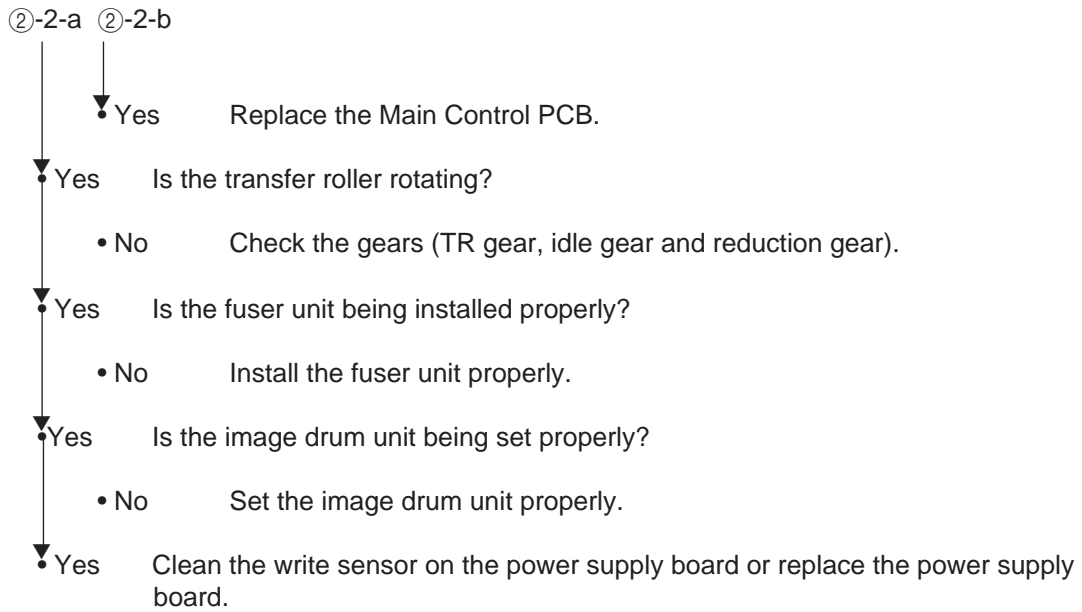 ②-2-a ②-2-b
• Yes Replace the Main Control PCB.
• Yes Is the transfer roller rotating?
• No Check the gears (TR gear, idle gear and reduction gear).
• Yes Is the fuser unit being installed properly?
• No Install the fuser unit properly.
•Yes Is the image drum unit being set properly?
• No Set the image drum unit properly.
• Yes Clean the write sensor on the power supply board or replace the power supply
board.